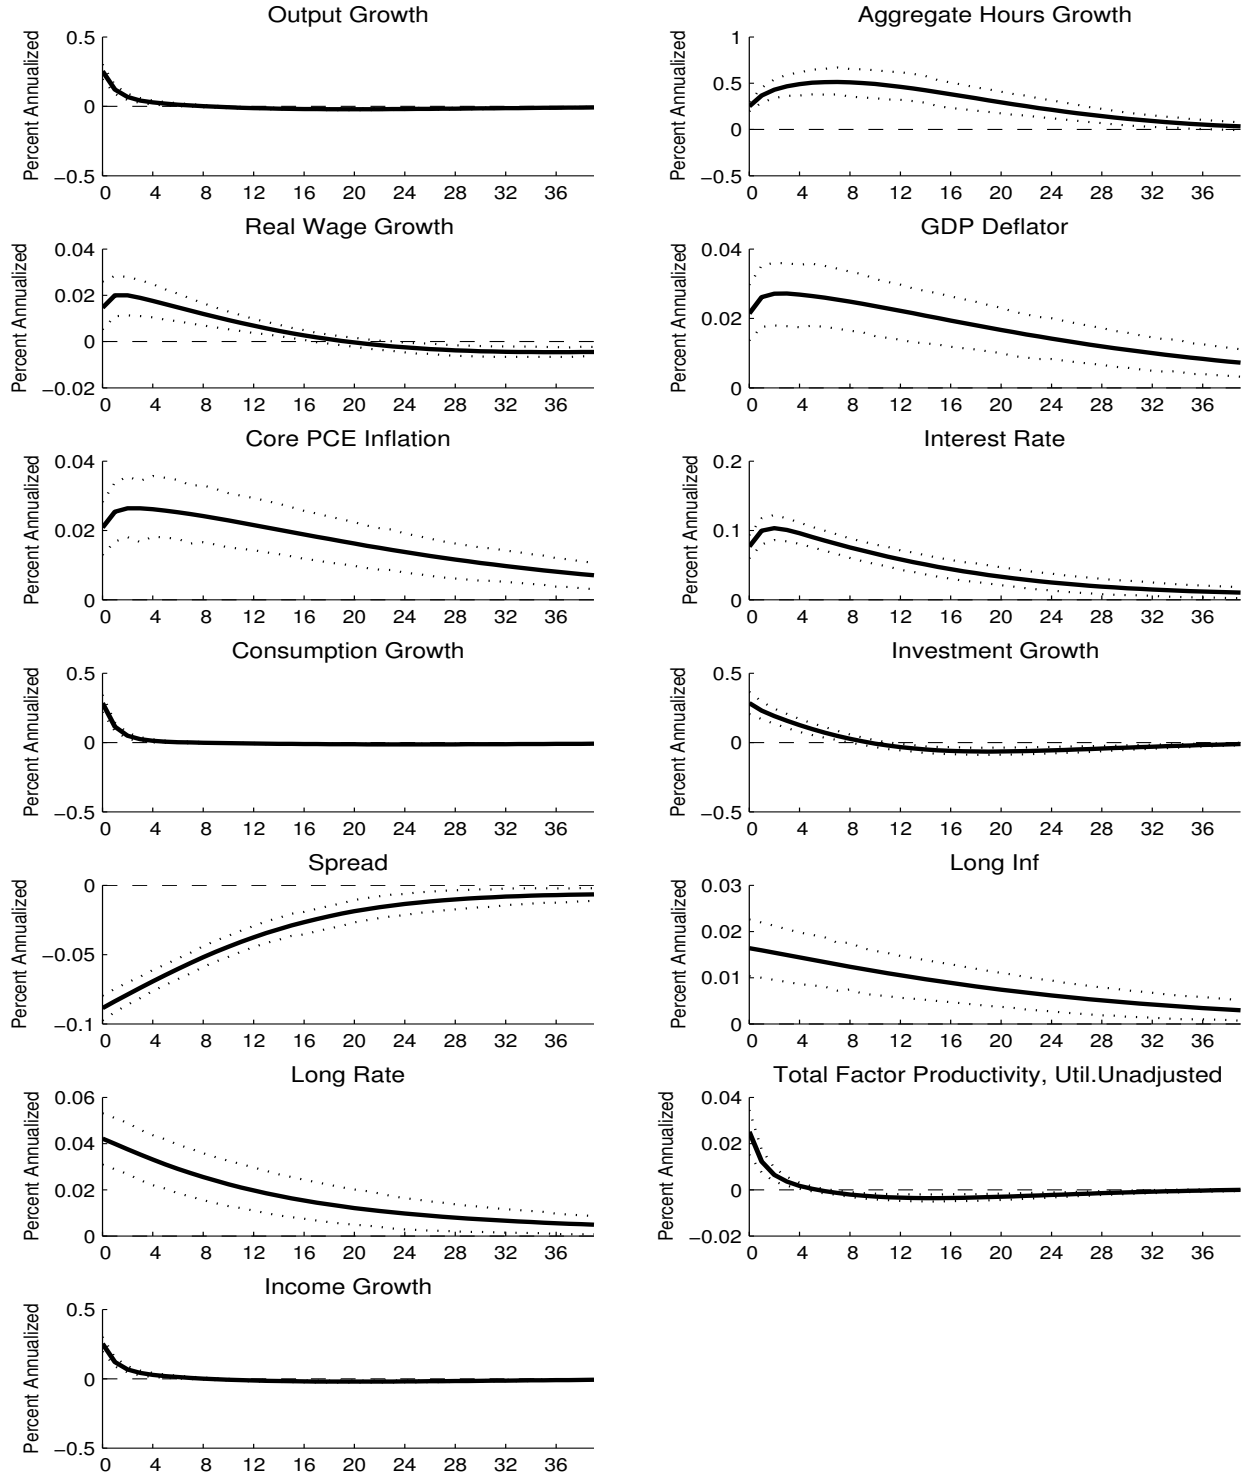 Output Growth
Percent Annualized
0.5
0
−0.5
0 4 8 12 16 20 24 28 32 36
Aggregate Hours Growth
Percent Annualized
1
0.5
0
−0.5
0 4 8 12 16 20 24 28 32 36
Real Wage Growth
Percent Annualized
0.04
0.02
0
−0.02
0 4 8 12 16 20 24 28 32 36
GDP Deflator
Percent Annualized
0.04
0.02
0
0 4 8 12 16 20 24 28 32 36
Core PCE Inflation
Percent Annualized
0.04
0.02
0
0 4 8 12 16 20 24 28 32 36
Interest Rate
Percent Annualized
0.2
0.1
0
0 4 8 12 16 20 24 28 32 36
Consumption Growth
Percent Annualized
0.5
0
−0.5
0 4 8 12 16 20 24 28 32 36
Investment Growth
Percent Annualized
0.5
0
−0.5
0 4 8 12 16 20 24 28 32 36
Spread
Percent Annualized
0
−0.05
−0.1
0 4 8 12 16 20 24 28 32 36
Long Inf
Percent Annualized
0.03
0.02
0.01
0
0 4 8 12 16 20 24 28 32 36
Long Rate
Percent Annualized
0.06
0.04
0.02
0
0 4 8 12 16 20 24 28 32 36
Total Factor Productivity, Util.Unadjusted
Percent Annualized
0.04
0.02
0
−0.02
0 4 8 12 16 20 24 28 32 36
Income Growth
Percent Annualized
0.5
0
−0.5
0 4 8 12 16 20 24 28 32 36